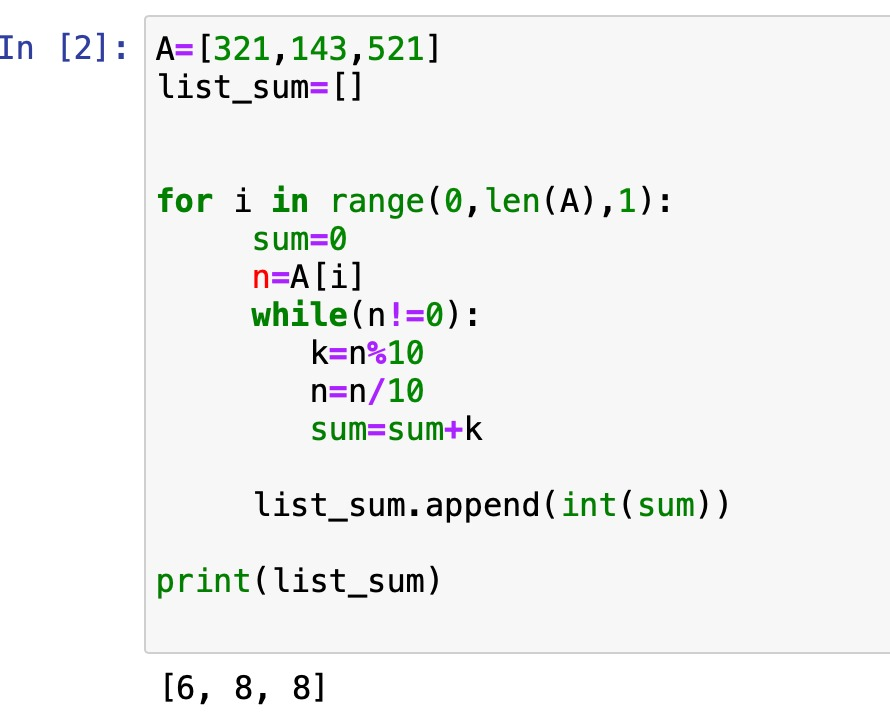 In [2]: A=[321,143,521]
list_sum=[]
for i in range(0,len(A),1):
sum=0
n=A[i]
while(n!=0):
k=n%10
n=n/10
sum=sum+k
list_sum.append(int(sum))
print(list_sum)
[6, 8, 8]